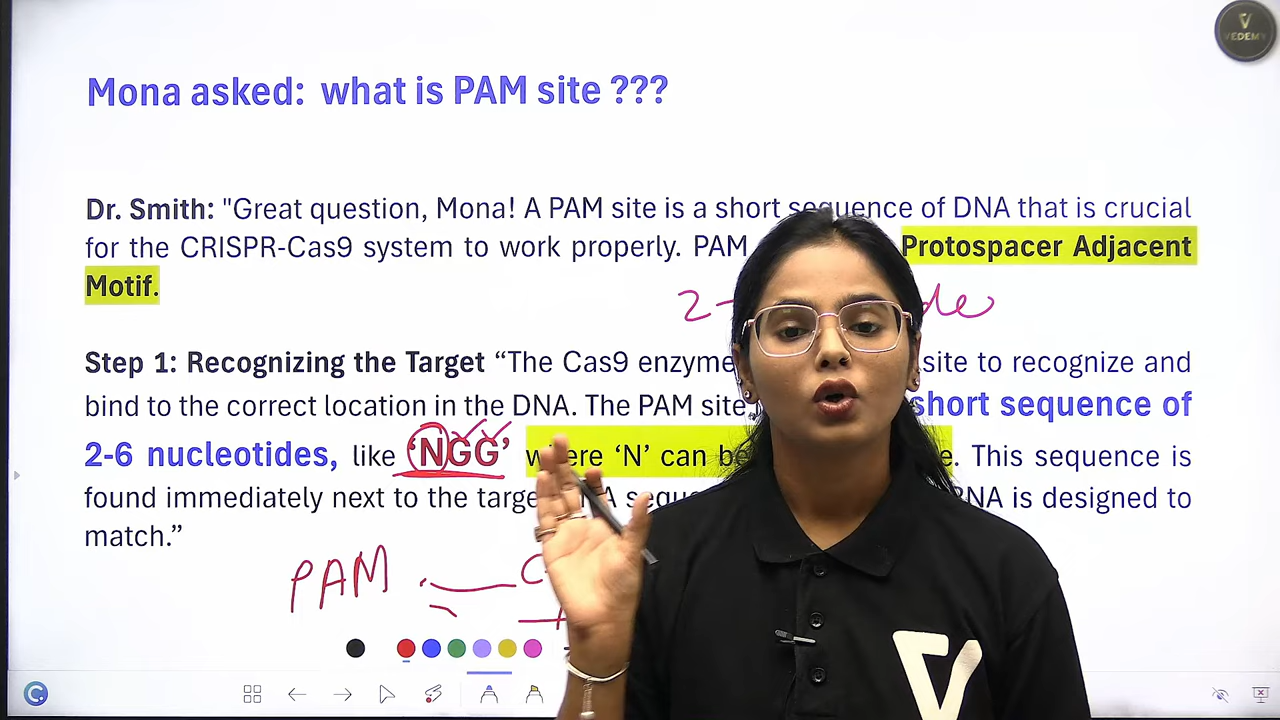 VEDEMY
Mona asked: what is PAM site ???
Dr. Smith: "Great question, Mona! A PAM site is a short sequence of DNA that is crucial
for the CRISPR-Cas9 system to work properly. PAM Protospacer Adjacent
Motif.
2-
Step 1: Recognizing the Target “The Cas9 enzyme site to recognize and
bind to the correct location in the DNA. The PAM site short sequence of
2-6 nucleotides, like ‘NGG’ where ‘N’ can be. This sequence is
found immediately next to the target DNA RNA is designed to
match.”
PAM